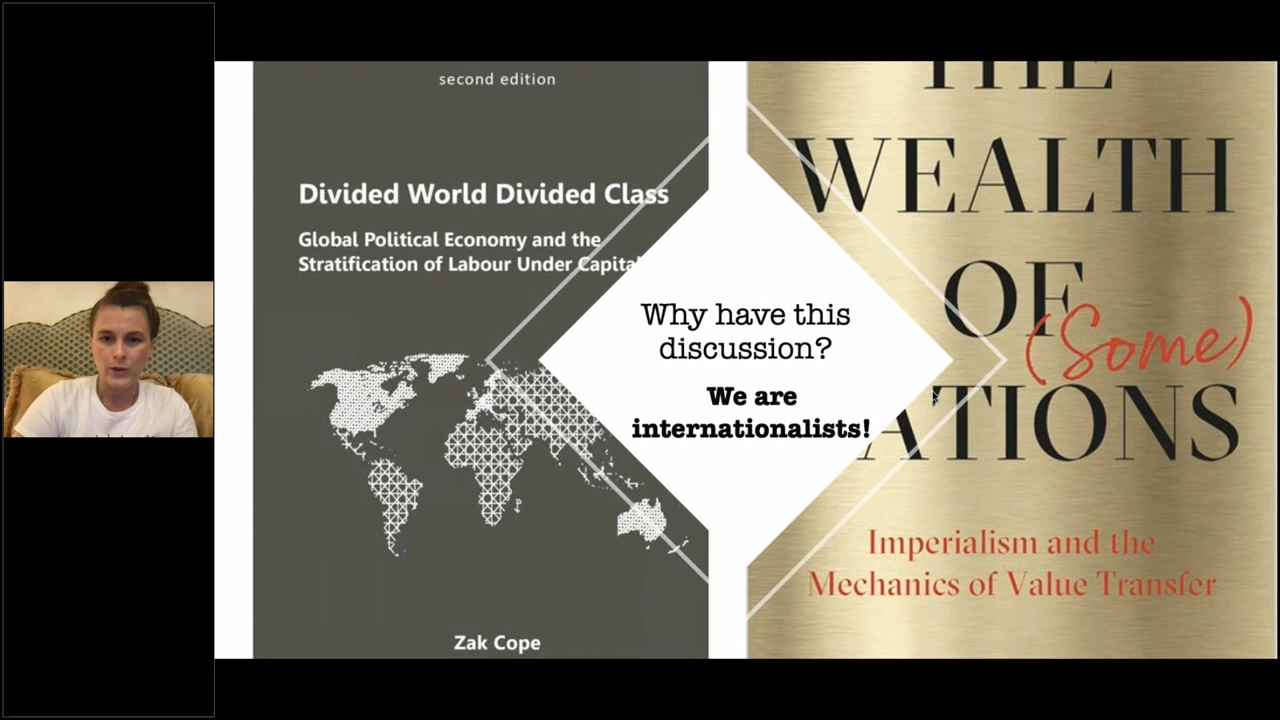 second edition
Divided World Divided Class
Global Political Economy and the
Stratification of Labour Under
Zak Cope
Why have this
discussion?
We are
internationalists!
THE
WEALTH
OF
(Some)
ATIONS
Imperialism and the
Mechanics of Value Transfer